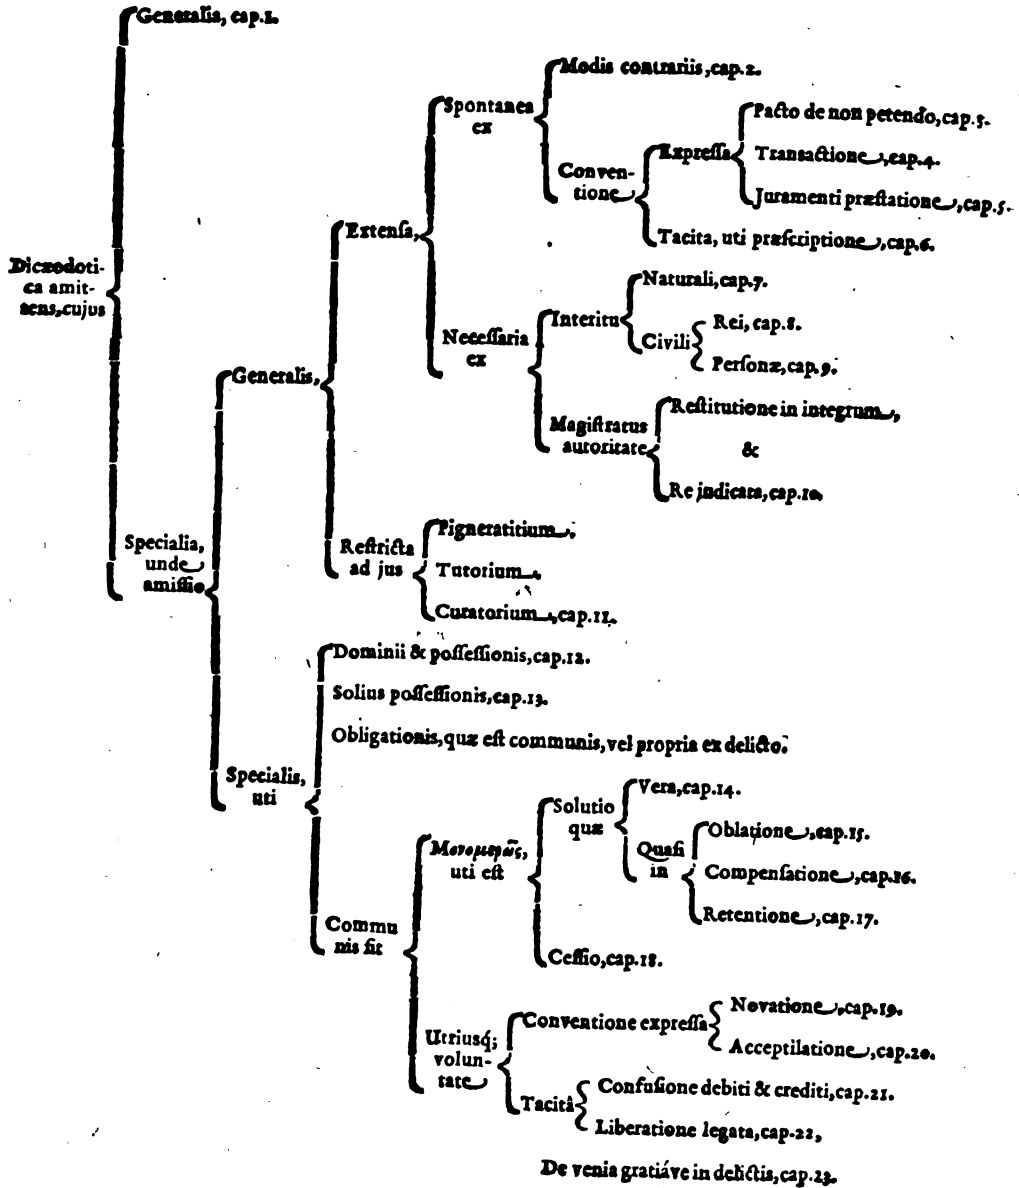 Generalia, cap.1.
Modis contrariis, cap.2.
Spontanea
ex
Pacto de non petendo, cap.3.
Expressa
Transactione, cap.4.
Conven-
tione
Juramenti præstatione, cap.5.
Extensa,
Tacita, uti præscriptione, cap.6.
Dicæodoti-
ca amit-
tens, cujus
Naturali, cap.7.
Interitu
Rei, cap.8.
Civili
Necessaria
ex
Personæ, cap.9.
Generalis,
Restitutione in integrum,
Magistratus
autoritate
&
Re judicata, cap.10.
Specialia,
unde
amissio
Restricta
ad jus
Pigneratitium,
Tutorium,
Curatorium, cap.11.
Dominii & possessionis, cap.12.
Solius possessionis, cap.13.
Obligationis, quæ est communis, vel propria ex delicto.
Specialis,
uti
Vera, cap.14.
Solutio
quæ
Oblatione, cap.15.
Μονομερῶς,
uti est
Quasi
in
Compensatione, cap.16.
Retentione, cap.17.
Commu
nis fit
Cessio, cap.18.
Novatione, cap.19.
Conventione expressa
Utriusq;
volun-
tate
Acceptilatione, cap.20.
Confusione debiti & crediti, cap.21.
Tacitâ
Liberatione legata, cap.22,
De venia gratiáve in delictis, cap.23.